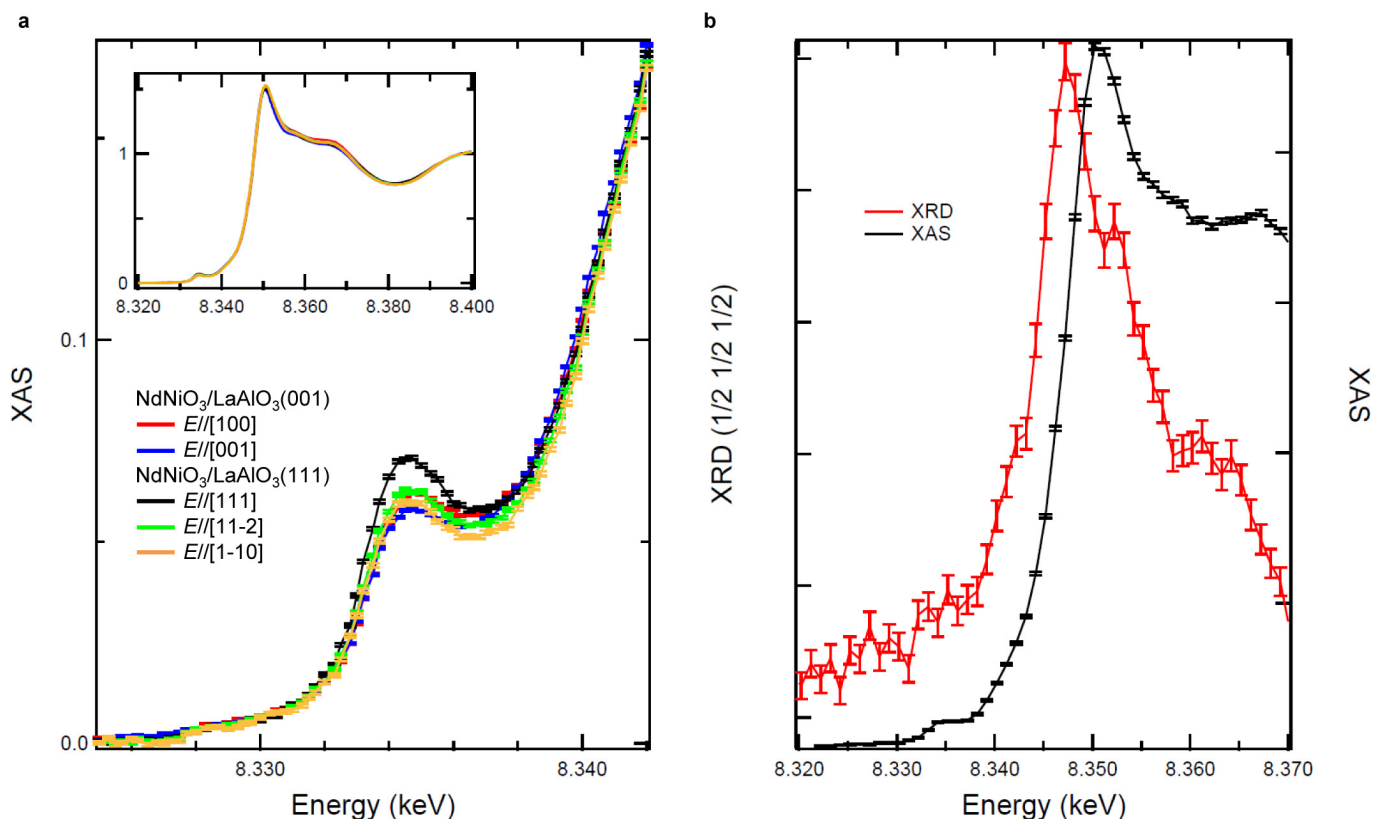 a
XAS
0.1
0.0
1
0
8.320
8.340
8.360
8.380
8.400
NdNiO3/LaAlO3(001)
E//[100]
E//[001]
NdNiO3/LaAlO3(111)
E//[111]
E//[11-2]
E//[1-10]
8.330
8.340
Energy (keV)
b
XRD (1/2 1/2 1/2)
XRD
XAS
XAS
8.320
8.330
8.340
8.350
8.360
8.370
Energy (keV)